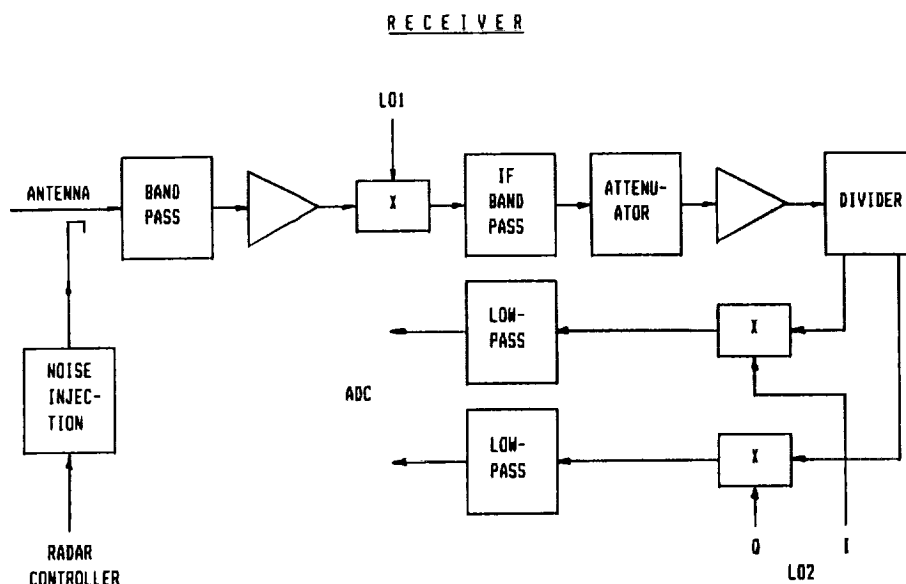 R E C E I V E R
LO1
ANTENNA
BAND
PASS
X
IF
BAND
PASS
ATTENU-
ATOR
DIVIDER
LOW-
PASS
X
NOISE
INJEC-
TION
ADC
LOW-
PASS
X
RADAR
CONTROLLER
Q
I
LO2